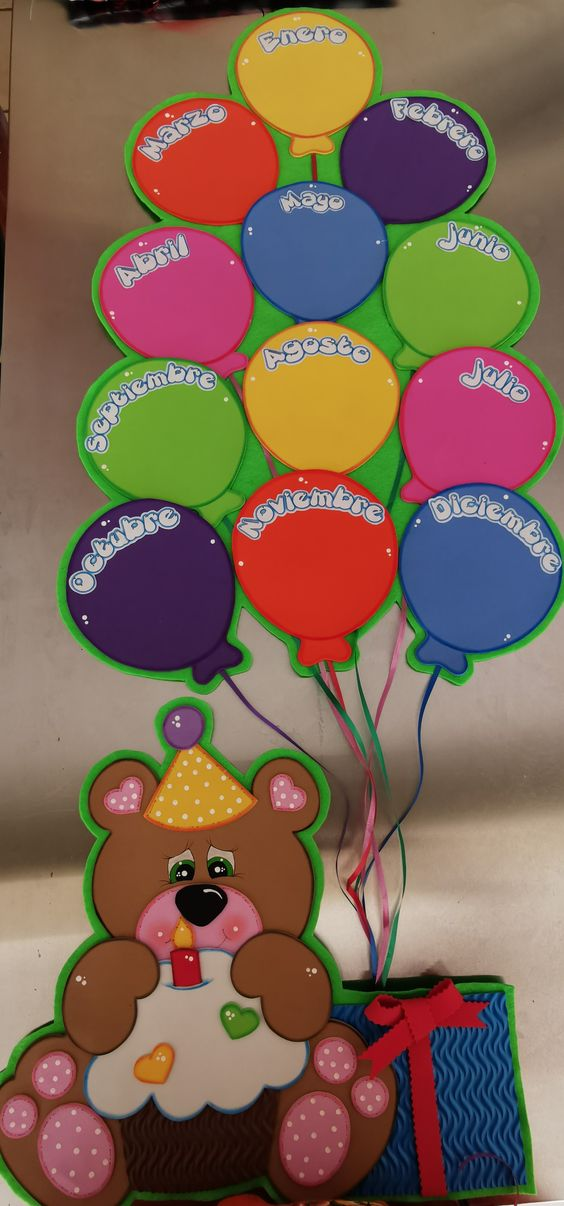 Enero
Marzo
Febrero
Mayo
Abril
Junio
Agosto
Septiembre
Julio
Octubre
Noviembre
Diciembre